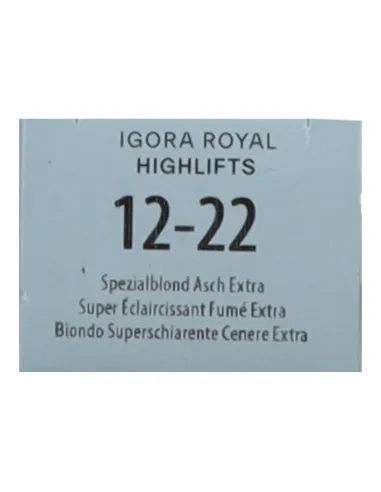 IGORA ROYAL
HIGHLIFTS
12-22
Spezialblond Asch Extra
Super Éclaircissant Fumé Extra
Biondo Superschiarente Cenere Extra